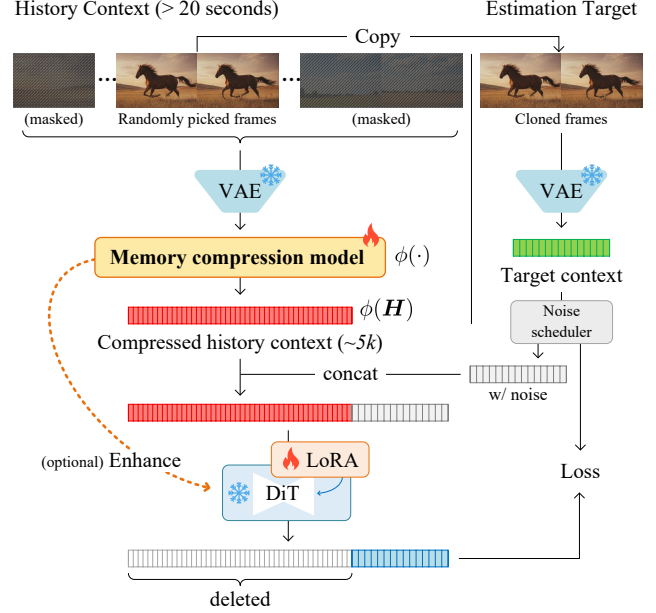 History Context (> 20 seconds)
Estimation Target
Copy
... ...
(masked)
Randomly picked frames
(masked)
Cloned frames
VAE
VAE
Memory compression model
ϕ(·)
Target context
ϕ(H)
Noise
scheduler
Compressed history context (~5k)
concat
w/ noise
(optional) Enhance
LoRA
DiT
Loss
deleted